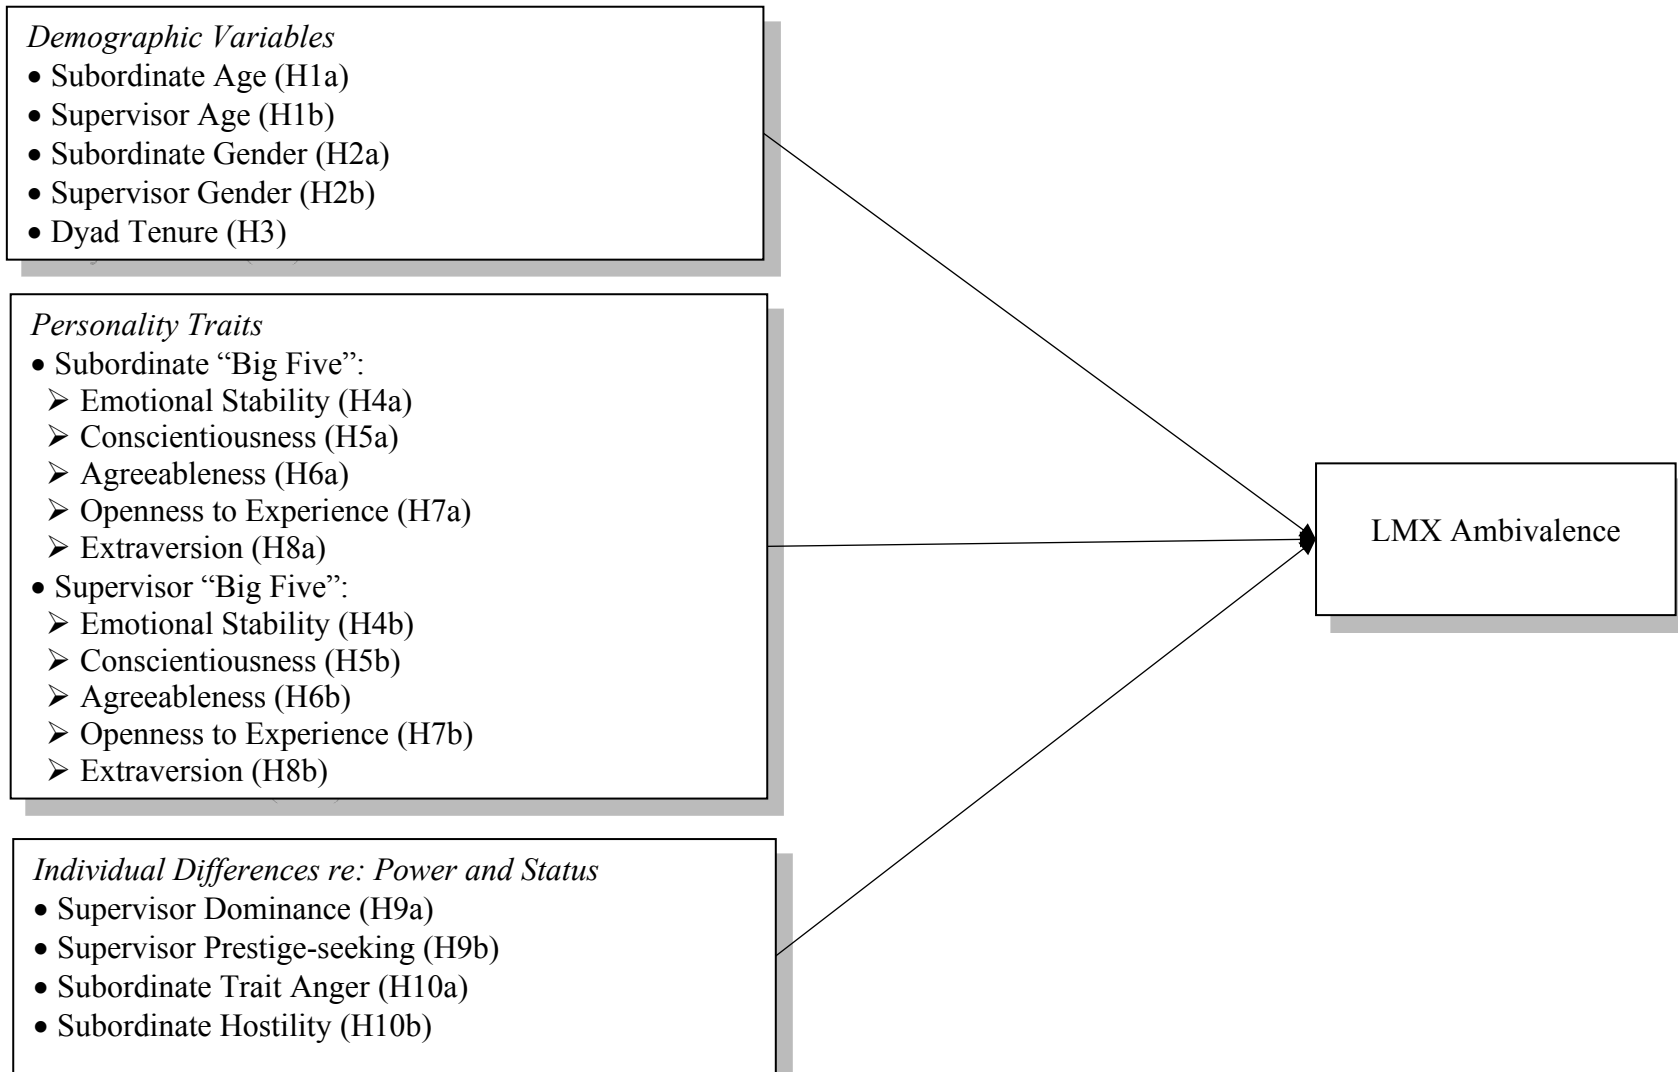 Demographic Variables
• Subordinate Age (H1a)
• Supervisor Age (H1b)
• Subordinate Gender (H2a)
• Supervisor Gender (H2b)
• Dyad Tenure (H3)
Personality Traits
• Subordinate “Big Five”:
➢ Emotional Stability (H4a)
➢ Conscientiousness (H5a)
➢ Agreeableness (H6a)
➢ Openness to Experience (H7a)
➢ Extraversion (H8a)
• Supervisor “Big Five”:
➢ Emotional Stability (H4b)
➢ Conscientiousness (H5b)
➢ Agreeableness (H6b)
➢ Openness to Experience (H7b)
➢ Extraversion (H8b)
LMX Ambivalence
Individual Differences re: Power and Status
• Supervisor Dominance (H9a)
• Supervisor Prestige-seeking (H9b)
• Subordinate Trait Anger (H10a)
• Subordinate Hostility (H10b)